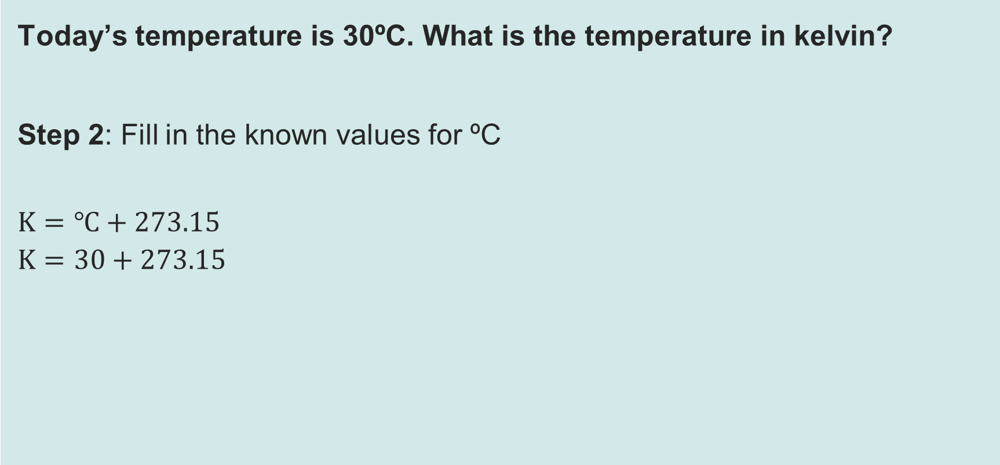 Today’s temperature is 30ºC. What is the temperature in kelvin?
Step 2: Fill in the known values for ºC
K = °C + 273.15
K = 30 + 273.15